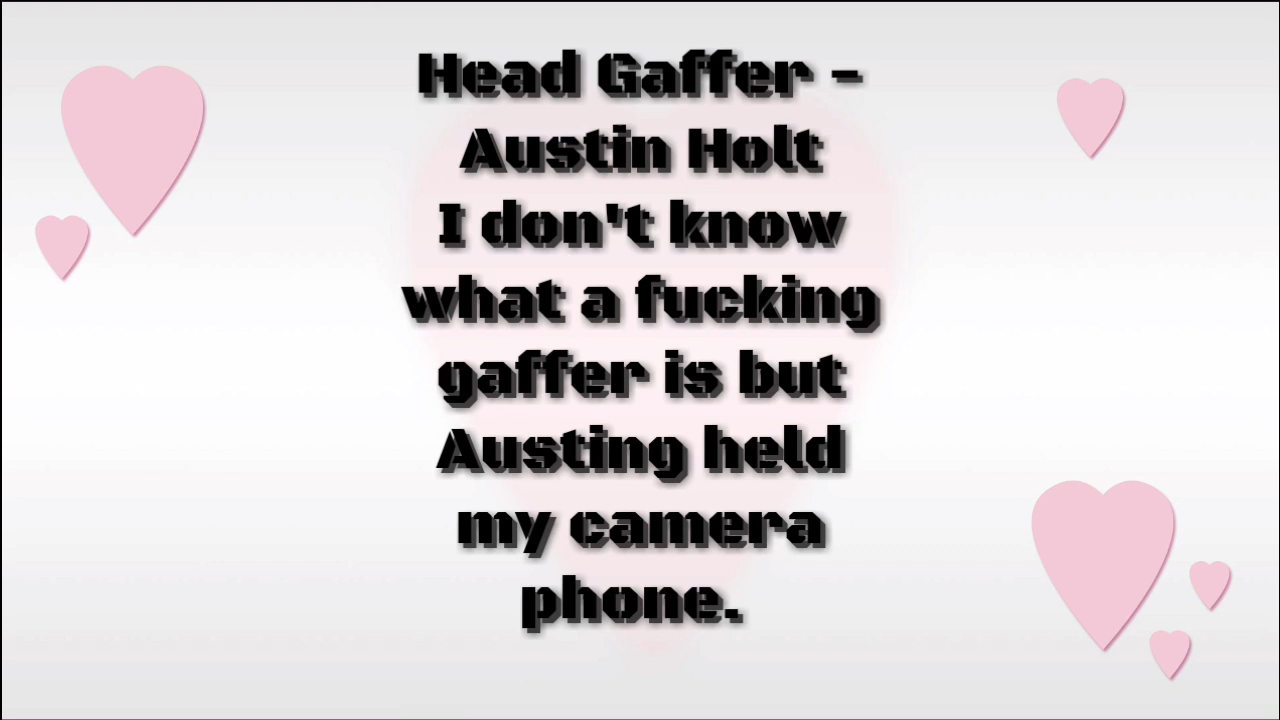 Head Gaffer -
Austin Holt
I don't know
what a fucking
gaffer is but
Austing held
my camera
phone.